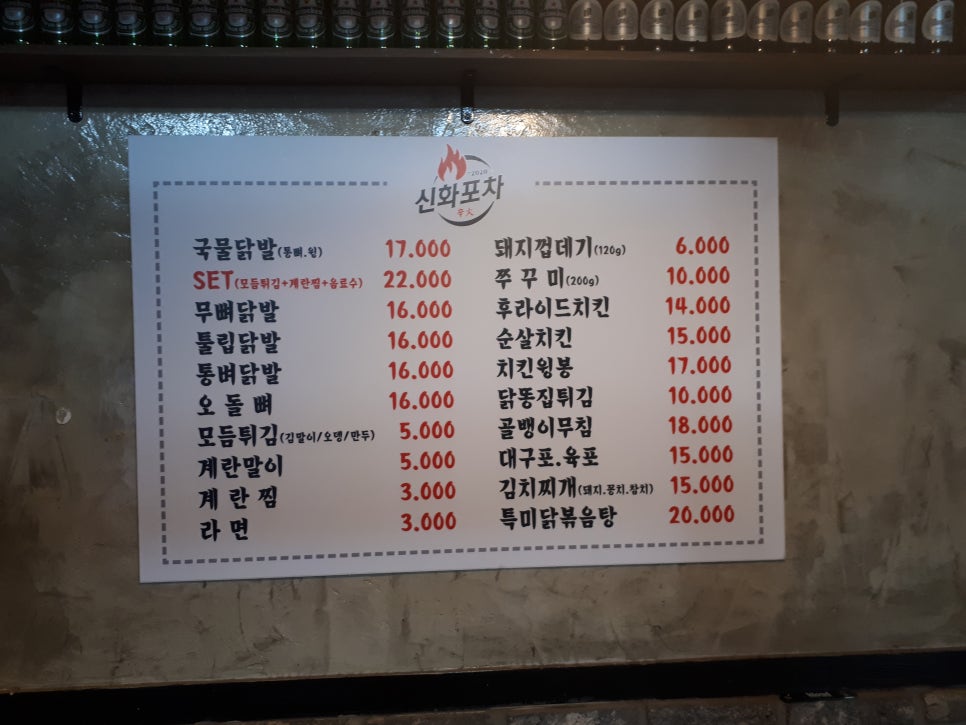 2020
신화포차
辛火
국물닭발(통뼈.윙) 17.000
SET(모듬튀김+계란찜+음료수) 22.000
무뼈닭발 16.000
튤립닭발 16.000
통뼈닭발 16.000
오돌뼈 16.000
모듬튀김(김말이/오뎅/만두) 5.000
계란말이 5.000
계란찜 3.000
라면 3.000
돼지껍데기(120g) 6.000
쭈꾸미(200g) 10.000
후라이드치킨 14.000
순살치킨 15.000
치킨윙봉 17.000
닭똥집튀김 10.000
골뱅이무침 18.000
대구포.육포 15.000
김치찌개(돼지.꽁치.참치) 15.000
특미닭볶음탕 20.000